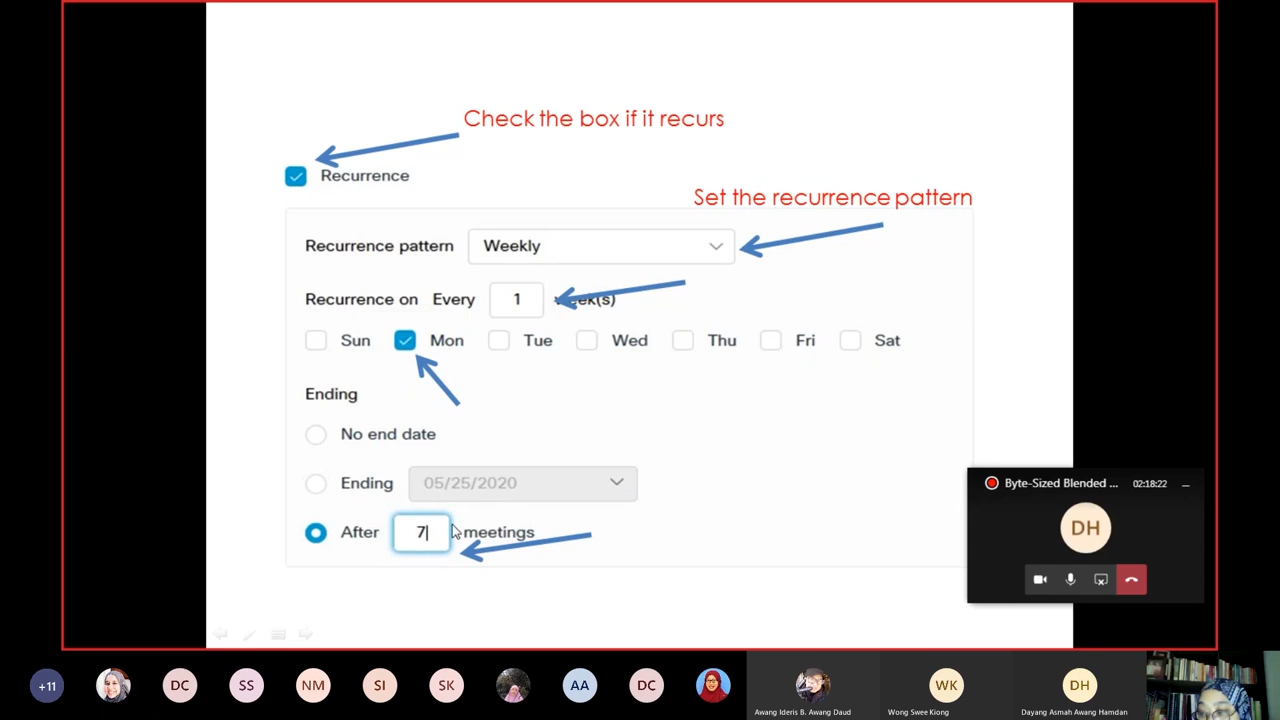 Check the box if it recurs
Recurrence
Set the recurrence pattern
Recurrence pattern Weekly
Recurrence on Every 1 week(s)
Sun Mon Tue Wed Thu Fri Sat
Ending
No end date
Ending 05/25/2020
After 7 meetings
Byte-Sized Blended ... 02:18:22
DH
+11 DC SS NM SI SK AA DC WK DH
Awang Ideris B. Awang Daud Wong Swee Kiong Dayang Asmah Awang Hamdan